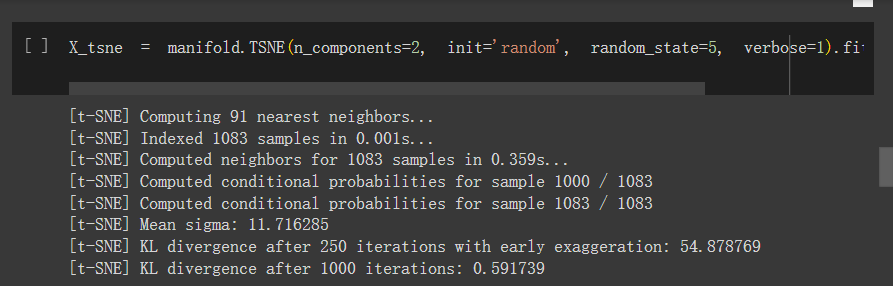 [ ] X_tsne = manifold.TSNE(n_components=2, init='random', random_state=5, verbose=1).fi
[t-SNE] Computing 91 nearest neighbors...
[t-SNE] Indexed 1083 samples in 0.001s...
[t-SNE] Computed neighbors for 1083 samples in 0.359s...
[t-SNE] Computed conditional probabilities for sample 1000 / 1083
[t-SNE] Computed conditional probabilities for sample 1083 / 1083
[t-SNE] Mean sigma: 11.716285
[t-SNE] KL divergence after 250 iterations with early exaggeration: 54.878769
[t-SNE] KL divergence after 1000 iterations: 0.591739